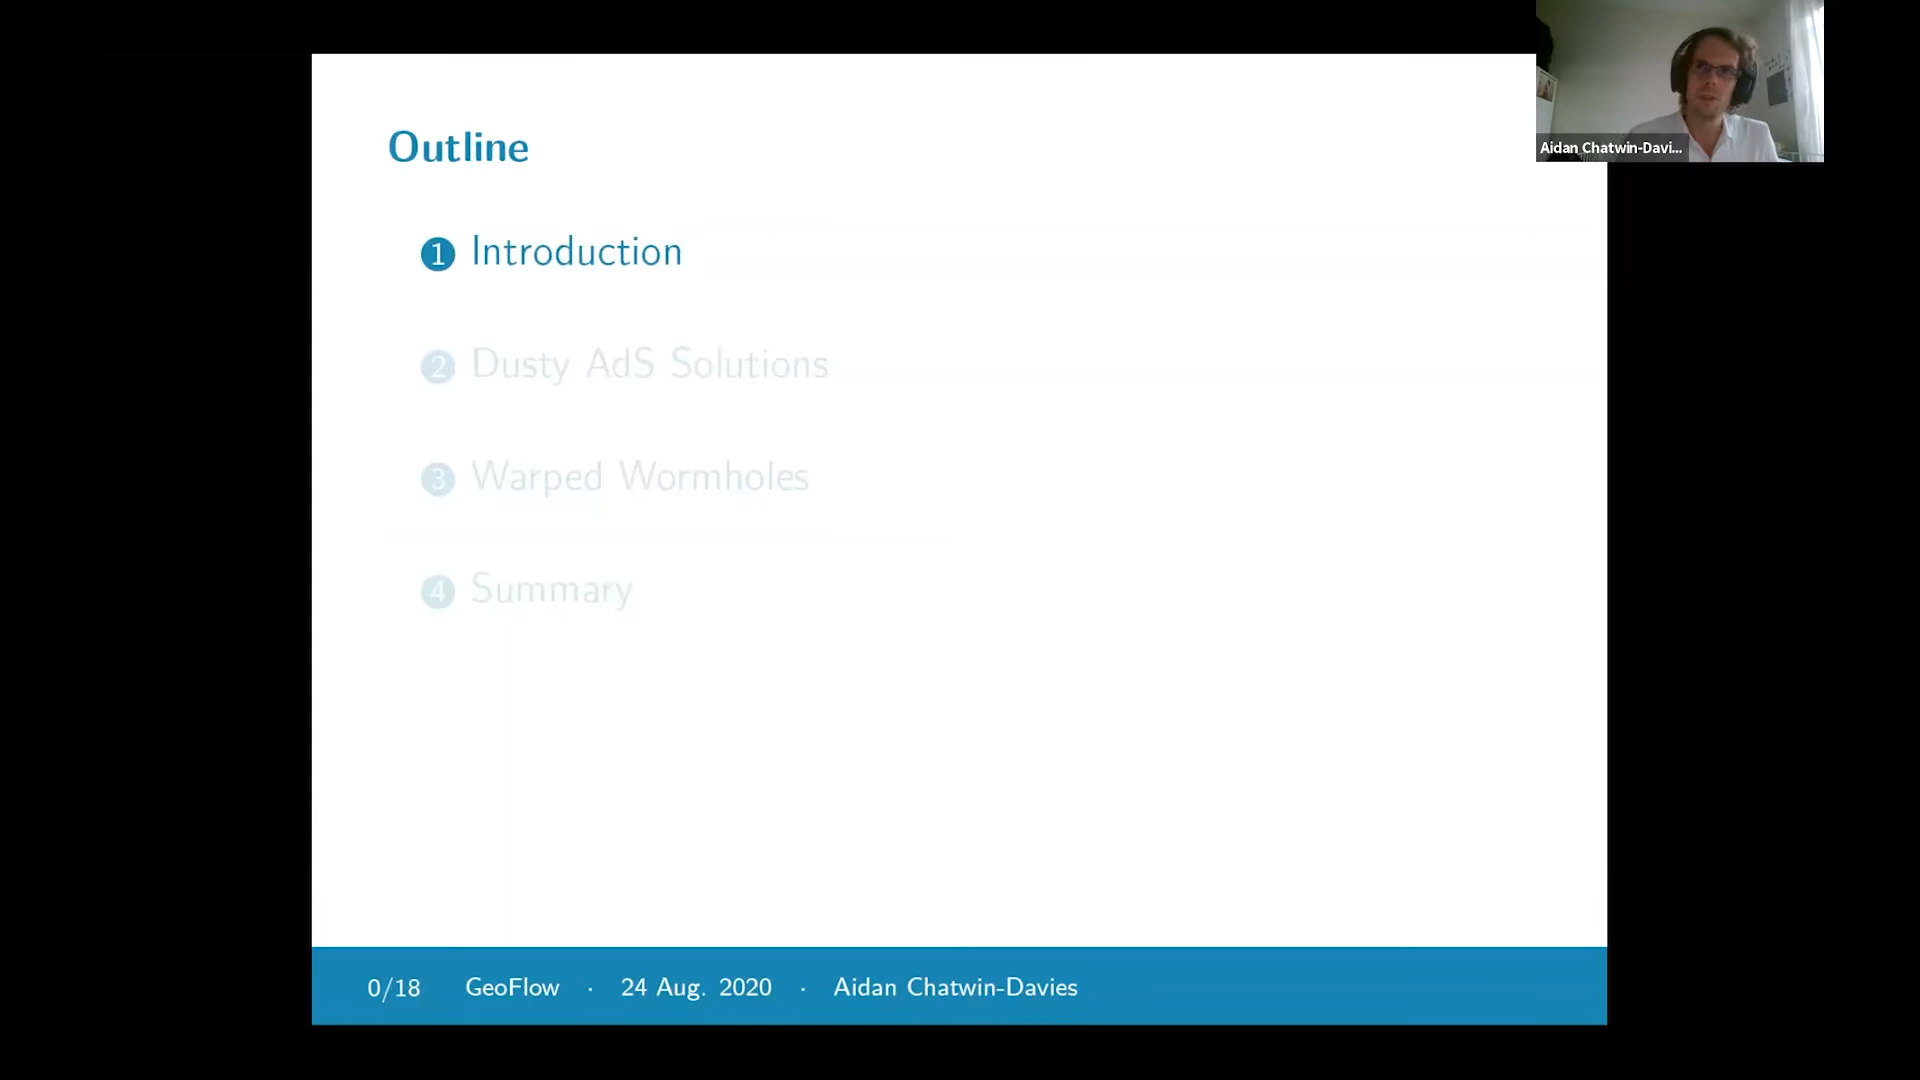 Outline
1 Introduction
2 Dusty AdS Solutions
3 Warped Wormholes
4 Summary
0/18 GeoFlow · 24 Aug. 2020 · Aidan Chatwin-Davies
Aidan Chatwin-Davi...